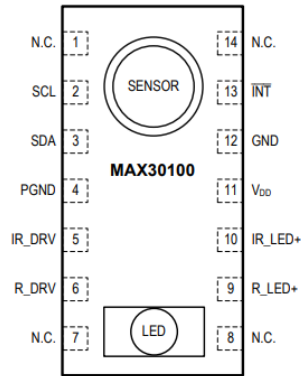 N.C. 1 14 N.C.
SCL 2 SENSOR 13 I̅N̅T̅
SDA 3 12 GND
MAX30100
PGND 4 11 VDD
IR_DRV 5 10 IR_LED+
R_DRV 6 9 R_LED+
N.C. 7 LED 8 N.C.